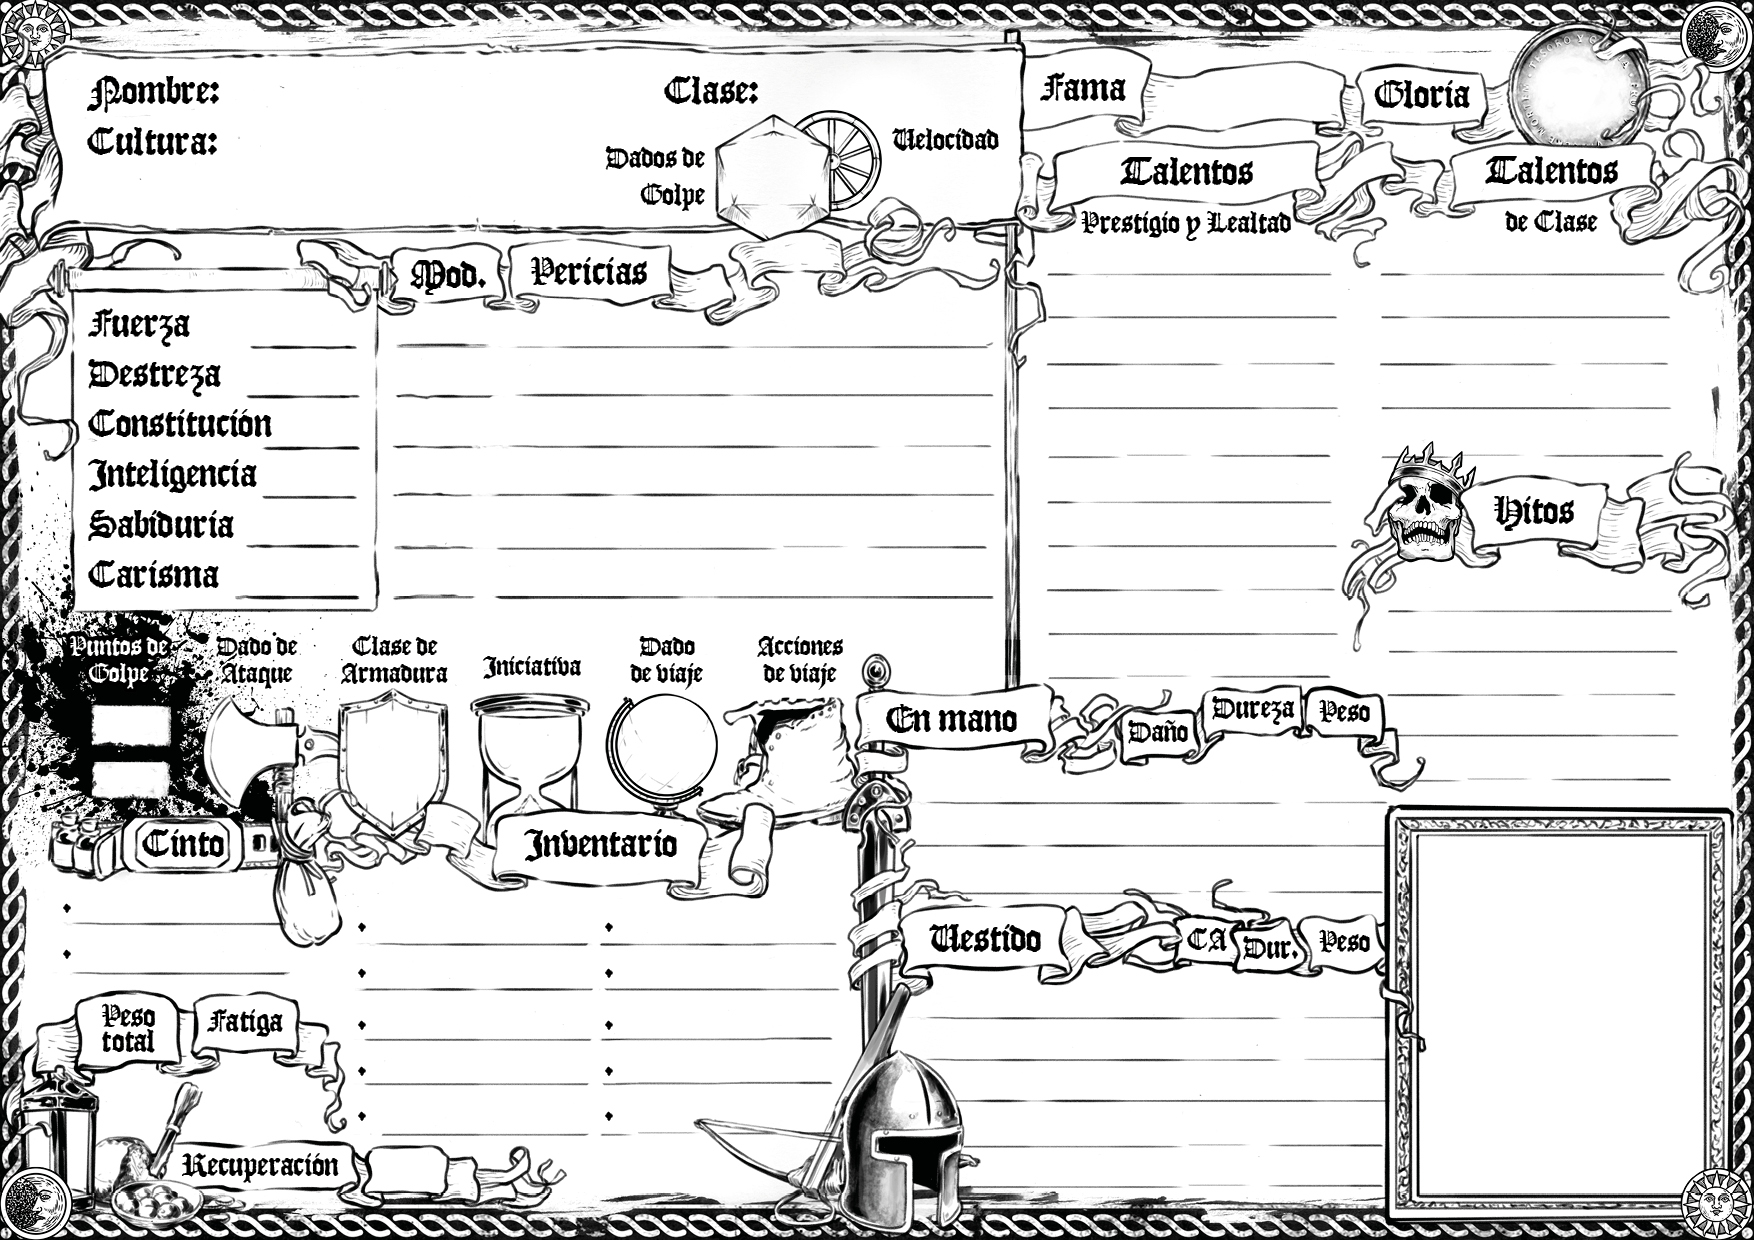 Nombre:
Clase:
Cultura:
Dados de
Golpe
Velocidad
Fama
Gloria
Talentos
Prestigio y Lealtad
Talentos
de Clase
Mod.
Pericias
Fuerza
Destreza
Constitución
Inteligencia
Sabiduría
Carisma
Hitos
Puntos de
Golpe
Dado de
Ataque
Clase de
Armadura
Iniciativa
Dado
de viaje
Acciones
de viaje
En mano
Daño
Dureza
Peso
Cinto
Inventario
Vestido
CA
Dur.
Peso
Peso
total
Fatiga
Recuperación